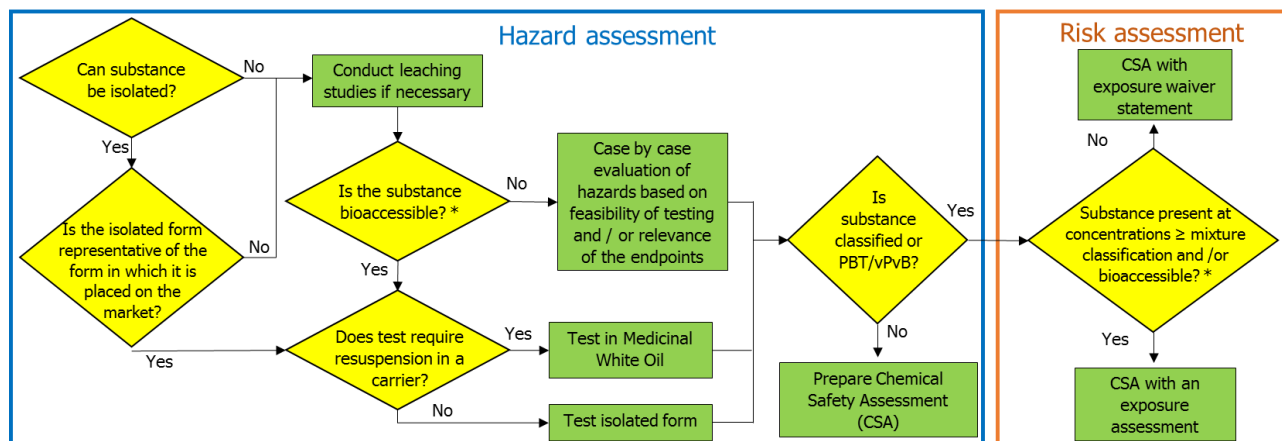 Hazard assessment
Risk assessment
Can substance
be isolated?
No
Yes
Conduct leaching
studies if necessary
Is the isolated form
representative of the
form in which it is
placed on the
market?
No
Yes
Is the substance
bioaccessible? *
No
Yes
Case by case
evaluation of
hazards based on
feasibility of testing
and / or relevance
of the endpoints
Does test require
resuspension in a
carrier?
Yes
No
Test in Medicinal
White Oil
Test isolated form
Is
substance
classified or
PBT/vPvB?
Yes
No
Prepare Chemical
Safety Assessment
(CSA)
CSA with
exposure waiver
statement
No
Substance present at
concentrations ≥ mixture
classification and /or
bioaccessible? *
Yes
CSA with an
exposure
assessment